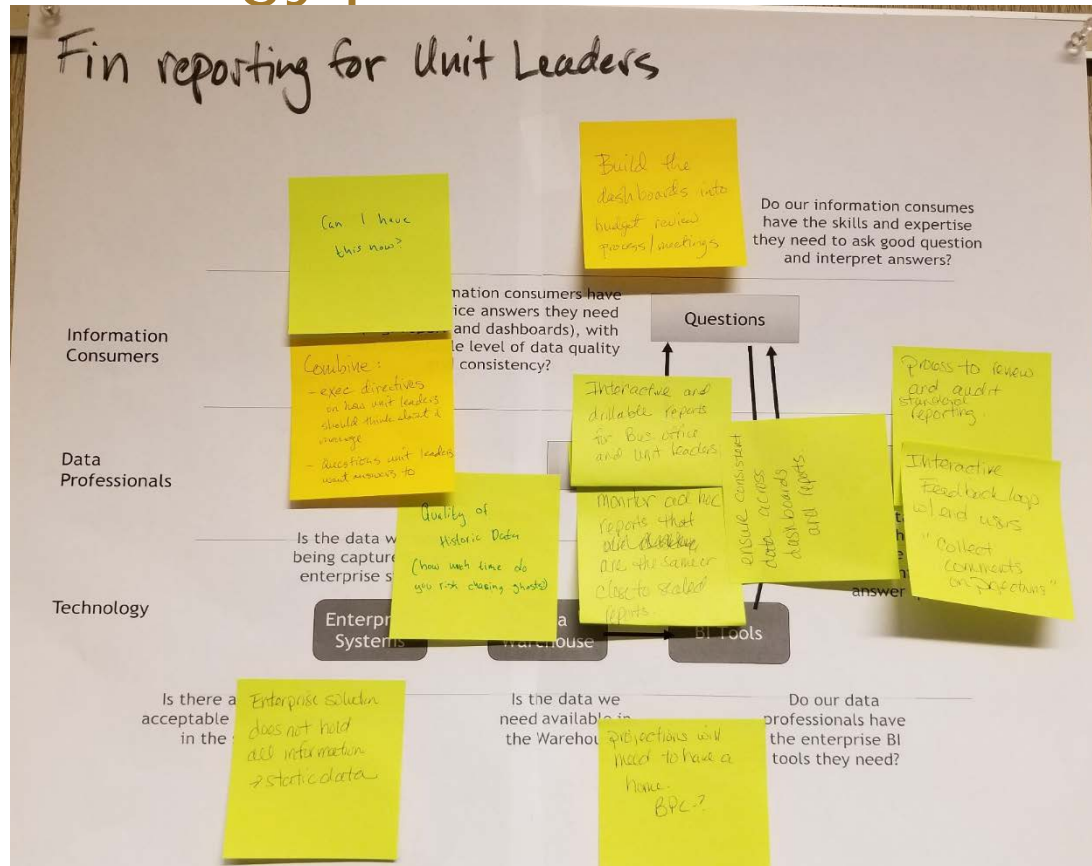 Fin reporting for Unit Leaders
Build the
dashboards into
budget review
process/meetings
Can I have
this now?
Do our information consumes
have the skills and expertise
they need to ask good question
and interpret answers?
mation consumers have
ice answers they need
and dashboards), with
le level of data quality
consistency?
Questions
Information
Consumers
Combine:
- exec directives
on how unit leaders
should think about &
manage
- Questions unit leaders
want answers to
Interactive and
drillable reports
for Bus. office
and Unit Leaders
process to review
and audit
standard
reporting.
Data
Professionals
ensure consistent
data across
dashboards
and reports.
Interactive
Feedback loop
w/end users
"Collect
comments
on projections"
Quality of
Historic Data
(how much time do
you risk chasing ghosts)
monitor ad hoc
reports that
are the same or
close to scaled
reports.
Is the data w
being capture
enterprise s
answer
Technology
Enterpr
Systems
a
Warehouse
BI Tools
Is there a
acceptable
in the
Enterprise solution
does not hold
all information
→ static data
Is the data we
need available in
the Warehou
projections will
need to have a
home.
BPC-?
Do our data
professionals have
the enterprise BI
tools they need?